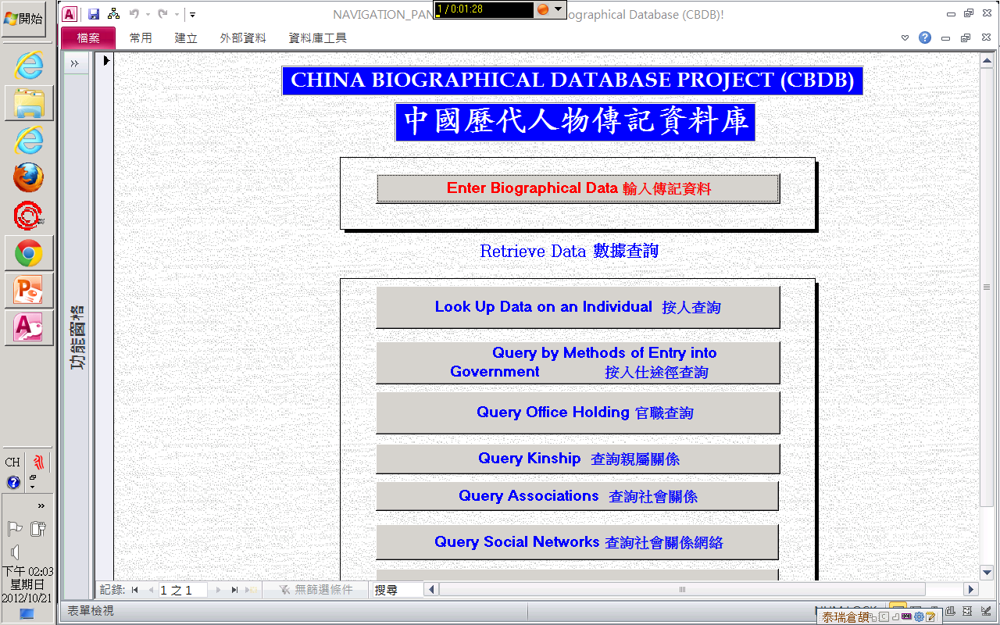 開始
NAVIGATION_PAN
1 / 0:01:28
ographical Database (CBDB)!
檔案
常用
建立
外部資料
資料庫工具
CHINA BIOGRAPHICAL DATABASE PROJECT (CBDB)
中國歷代人物傳記資料庫
Enter Biographical Data 輸入傳記資料
Retrieve Data 數據查詢
Look Up Data on an Individual 按人查詢
Query by Methods of Entry into
Government 按入仕途徑查詢
Query Office Holding 官職查詢
Query Kinship 查詢親屬關係
Query Associations 查詢社會關係
Query Social Networks 查詢社會關係網絡
功能窗格
CH
下午 02:03
星期日
2012/10/21
記錄:
1 之 1
無篩選條件
搜尋
表單檢視
泰瑞倉頡